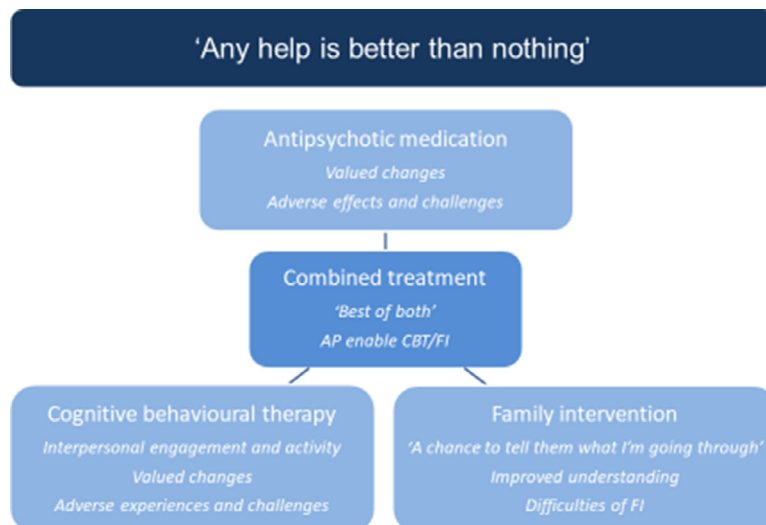 ‘Any help is better than nothing’
Antipsychotic medication
Valued changes
Adverse effects and challenges
Combined treatment
‘Best of both’
AP enable CBT/FI
Cognitive behavioural therapy
Interpersonal engagement and activity
Valued changes
Adverse experiences and challenges
Family intervention
‘A chance to tell them what I’m going through’
Improved understanding
Difficulties of FI